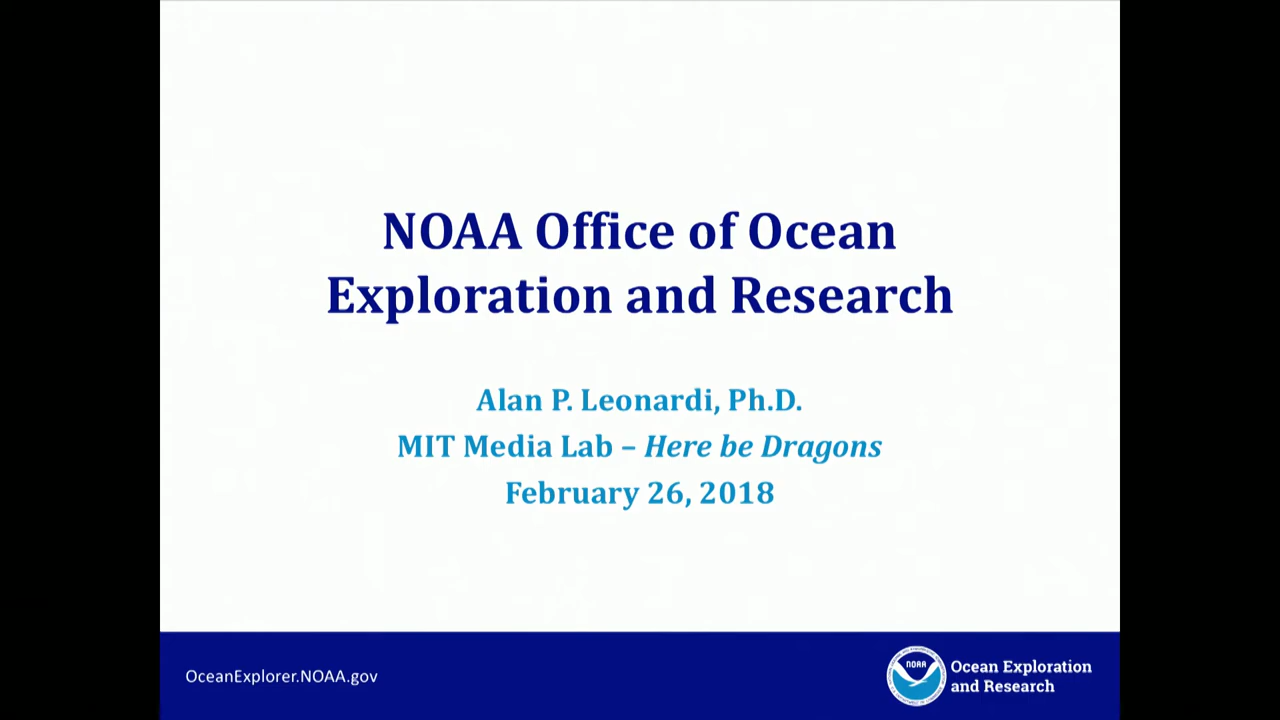 NOAA Office of Ocean
Exploration and Research
Alan P. Leonardi, Ph.D.
MIT Media Lab – Here be Dragons
February 26, 2018
OceanExplorer.NOAA.gov
NOAA
Ocean Exploration
and Research